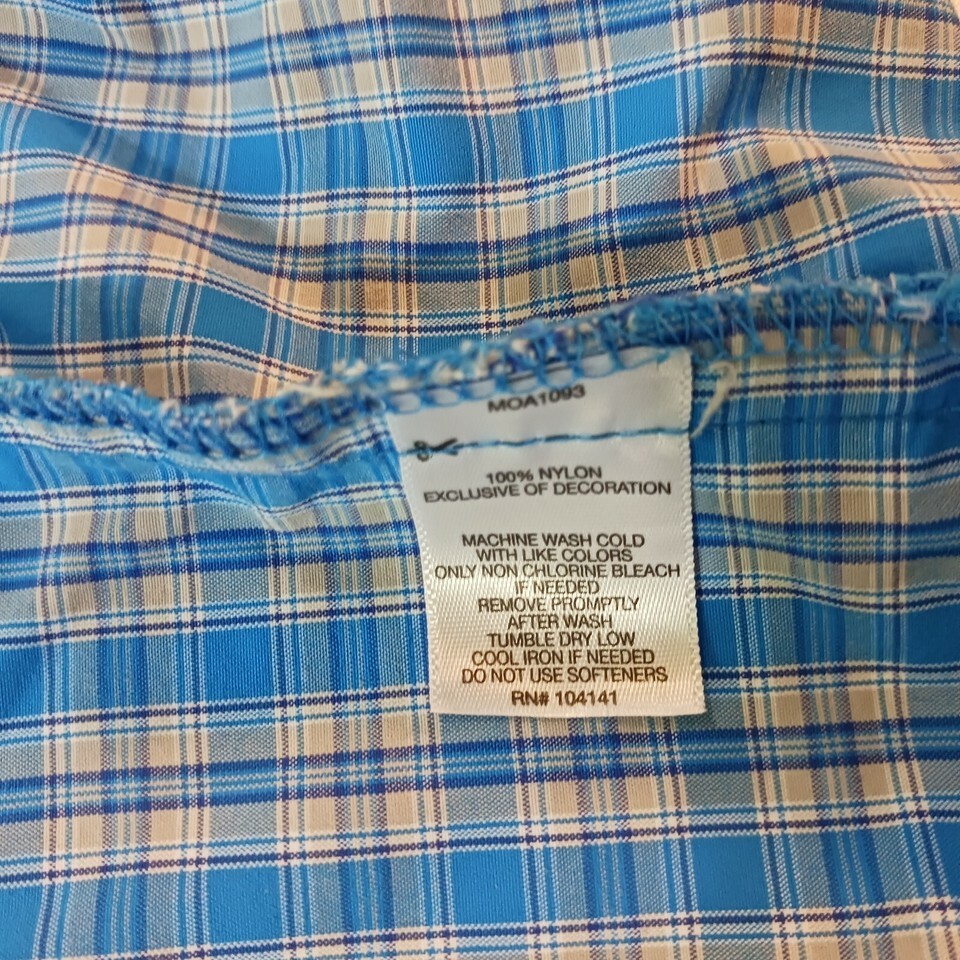 MOA1093
100% NYLON
EXCLUSIVE OF DECORATION
MACHINE WASH COLD
WITH LIKE COLORS
ONLY NON CHLORINE BLEACH
IF NEEDED
REMOVE PROMPTLY
AFTER WASH
TUMBLE DRY LOW
COOL IRON IF NEEDED
DO NOT USE SOFTENERS
RN# 104141